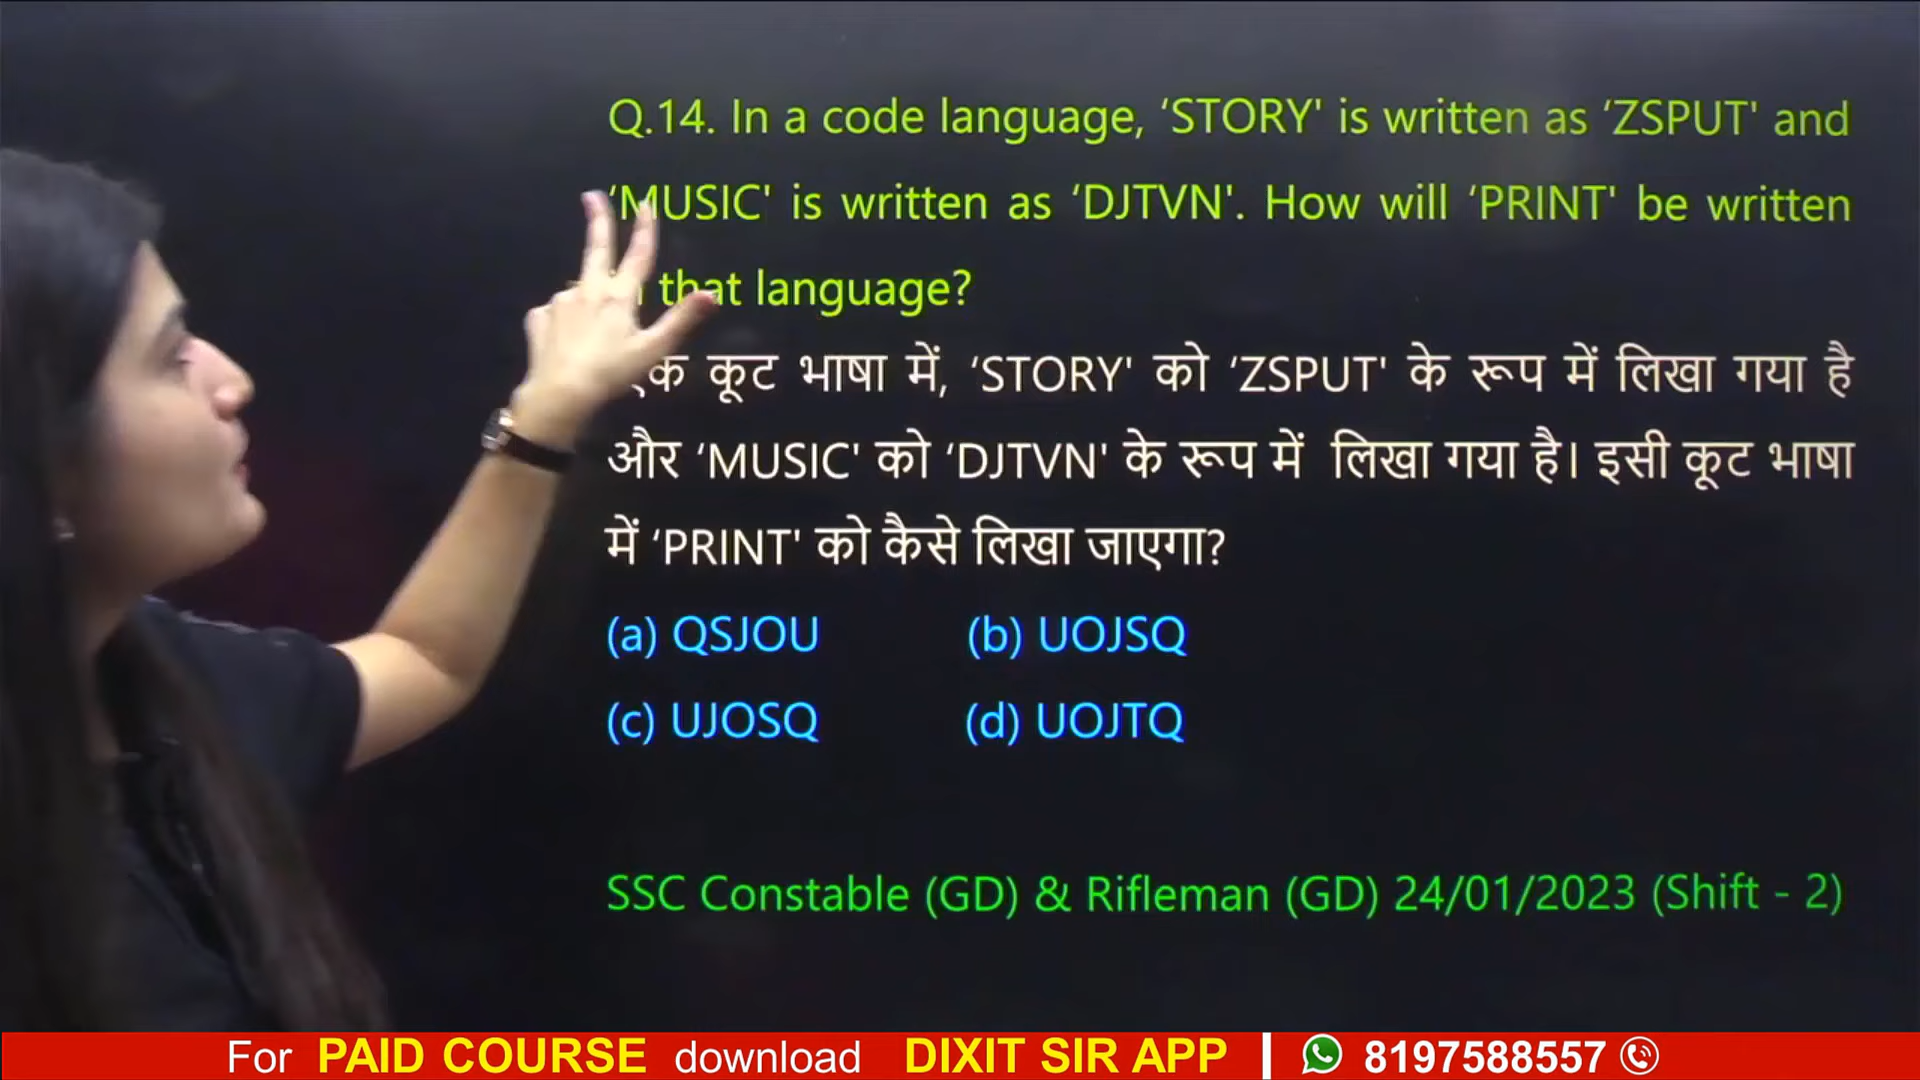 Q.14. In a code language, ‘STORY' is written as ‘ZSPUT' and
‘MUSIC' is written as ‘DJTVN'. How will ‘PRINT' be written
that language?
कूट भाषा में, ‘STORY' को ‘ZSPUT' के रूप में लिखा गया है
और ‘MUSIC' को ‘DJTVN' के रूप में लिखा गया है। इसी कूट भाषा
में ‘PRINT' को कैसे लिखा जाएगा?
(a) QSJOU (b) UOJSQ
(c) UJOSQ (d) UOJTQ
SSC Constable (GD) & Rifleman (GD) 24/01/2023 (Shift - 2)
For PAID COURSE download DIXIT SIR APP | 8197588557